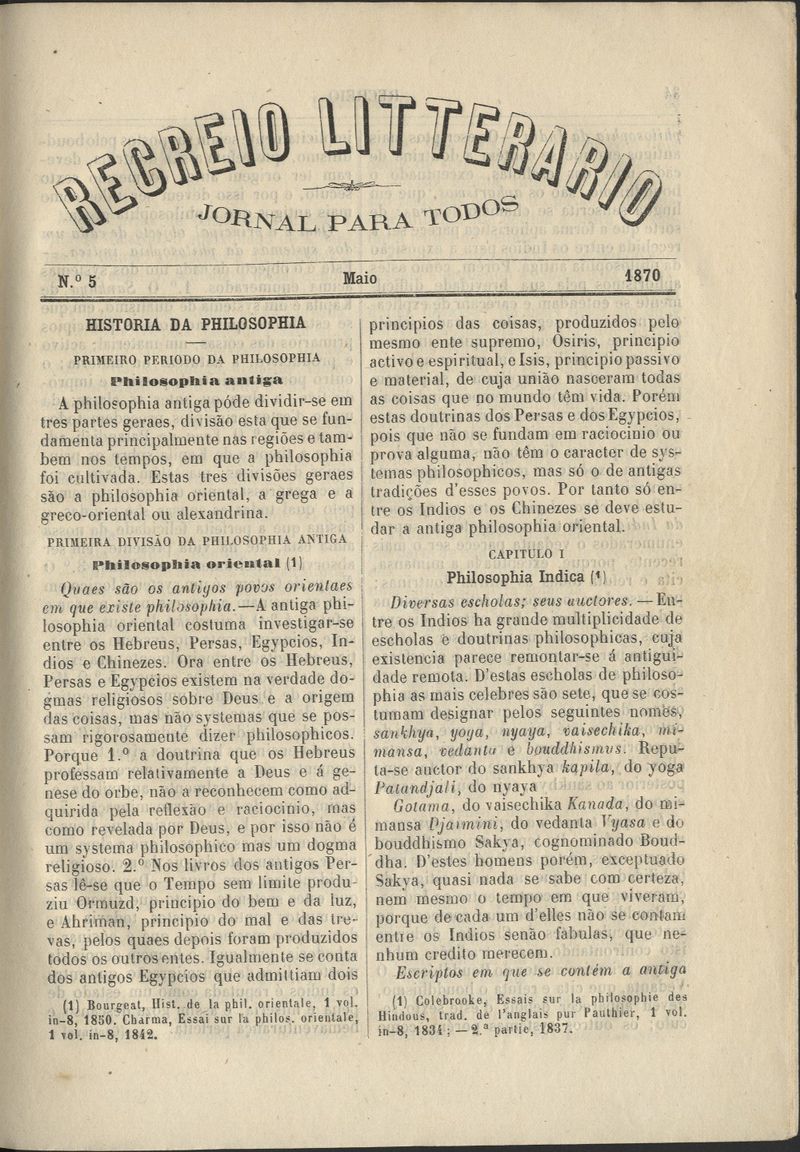 RECREIO LITTERARIO
JORNAL PARA TODOS
N.º 5 Maio 1870
HISTORIA DA PHILOSOPHIA
PRIMEIRO PERIODO DA PHILOSOPHIA
Philosophia antiga
A philosophia antiga póde dividir-se em
tres partes geraes, divisão esta que se fun-
damenta principalmente nas regiões e tam-
bem nos tempos, em que a philosophia
foi cultivada. Estas tres divisões geraes
são a philosophia oriental, a grega e a
greco-oriental ou alexandrina.
PRIMEIRA DIVISÃO DA PHILOSOPHIA ANTIGA
Philosophia oriental (1)
Quaes são os antigos povos orientaes
em que existe philosophia.—A antiga phi-
losophia oriental costuma investigar-se
entre os Hebreus, Persas, Egypcios, In-
dios e Chinezes. Ora entre os Hebreus,
Persas e Egypcios existem na verdade do-
gmas religiosos sobre Deus e a origem
das coisas, mas não systemas que se pos-
sam rigorosamente dizer philosophicos.
Porque 1.º a doutrina que os Hebreus
professam relativamente a Deus e á ge-
nese do orbe, não a reconhecem como ad-
quirida pela reflexão e raciocinio, mas
como revelada por Deus, e por isso não é
um systema philosophico mas um dogma
religioso. 2.º Nos livros dos antigos Per-
sas lê-se que o Tempo sem limite produ-
ziu Ormuzd, principio do bem e da luz,
e Ahriman, principio do mal e das tre-
vas, pelos quaes depois foram produzidos
todos os outros entes. Igualmente se conta
dos antigos Egypcios que admittiam dois
(1) Bourgeat, Hist. de la phil. orientale, 1 vol.
in-8, 1850. Charma, Essai sur la philos. orientale,
1 vol. in-8, 1842.
principios das coisas, produzidos pelo
mesmo ente supremo, Osiris, principio
activo e espiritual, e Isis, principio passivo
e material, de cuja união nasceram todas
as coisas que no mundo têm vida. Porém
estas doutrinas dos Persas e dos Egypcios,
pois que não se fundam em raciocinio ou
prova alguma, não têm o caracter de sys-
temas philosophicos, mas só o de antigas
tradições d'esses povos. Por tanto só en-
tre os Indios e os Chinezes se deve estu-
dar a antiga philosophia oriental.
CAPITULO I
Philosophia Indica (1)
Diversas escholas; seus auctores.—En-
tre os Indios ha grande multiplicidade de
escholas e doutrinas philosophicas, cuja
existencia parece remontar-se á antigui-
dade remota. D'estas escholas de philoso-
phia as mais celebres são sete, que se cos-
tumam designar pelos seguintes nomes,
sankhya, yoga, nyaya, vaisechika, mi-
mansa, vedanta e bouddhismus. Repu-
ta-se auctor do sankhya kapila, do yoga
Patandjali, do nyaya
Gotama, do vaisechika Kanada, do mi-
mansa Djaimini, do vedanta Vyasa e do
bouddhismo Sakya, cognominado Boud-
dha. D'estes homens porém, exceptuado
Sakya, quasi nada se sabe com certeza,
nem mesmo o tempo em que viveram,
porque de cada um d'elles não se contam
entre os Indios senão fabulas, que ne-
nhum credito merecem.
Escriptos em que se contém a antiga
(1) Colebrooke, Essais sur la philosophie des
Hindous, trad. de l'anglais pur Pauthier, 1 vol.
in-8, 1834;—2.ª partie, 1837.